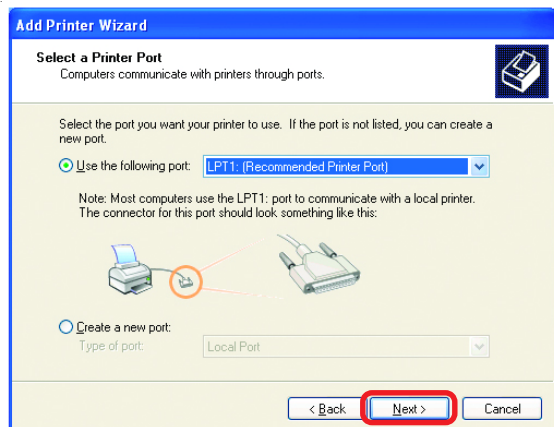 Add Printer Wizard
Select a Printer Port
Computers communicate with printers through ports.
Select the port you want your printer to use. If the port is not listed, you can create a
new port.
Use the following port: LPT1: (Recommended Printer Port)
Note: Most computers use the LPT1: port to communicate with a local printer.
The connector for this port should look something like this:
Create a new port:
Type of port: Local Port
< Back Next > Cancel